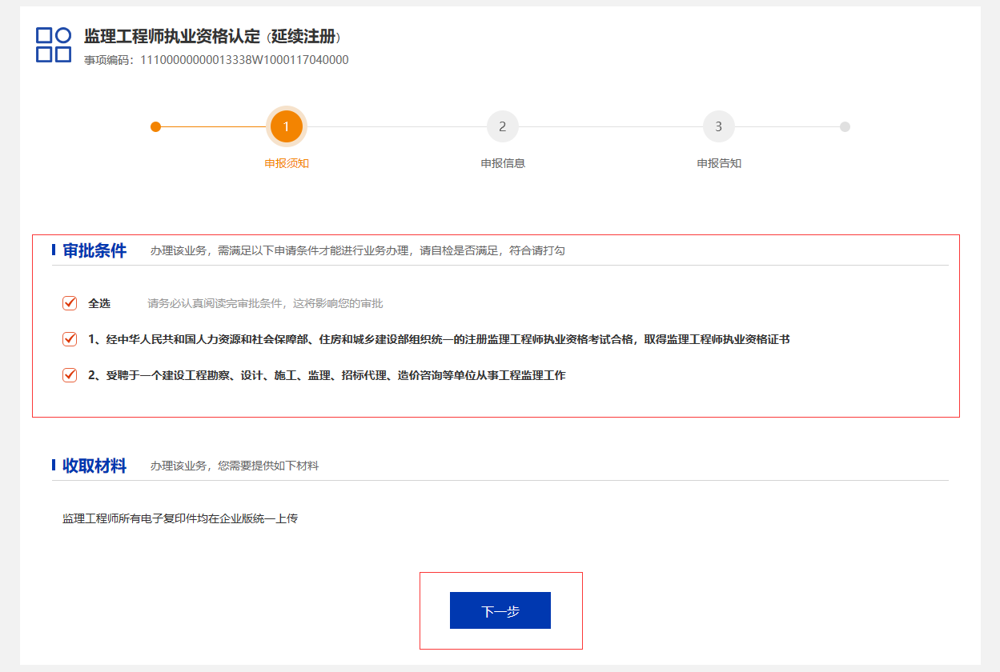 监理工程师执业资格认定（延续注册）
事项编码：11100000000013338W1000117040000
1
2
3
申报须知
申报信息
申报告知
审批条件 办理该业务，需满足以下申请条件才能进行业务办理，请自检是否满足，符合请打勾
全选 请务必认真阅读完审批条件，这将影响您的审批
1、经中华人民共和国人力资源和社会保障部、住房和城乡建设部组织统一的注册监理工程师执业资格考试合格，取得监理工程师执业资格证书
2、受聘于一个建设工程勘察、设计、施工、监理、招标代理、造价咨询等单位从事工程监理工作
收取材料 办理该业务，您需要提供如下材料
监理工程师所有电子复印件均在企业版统一上传
下一步